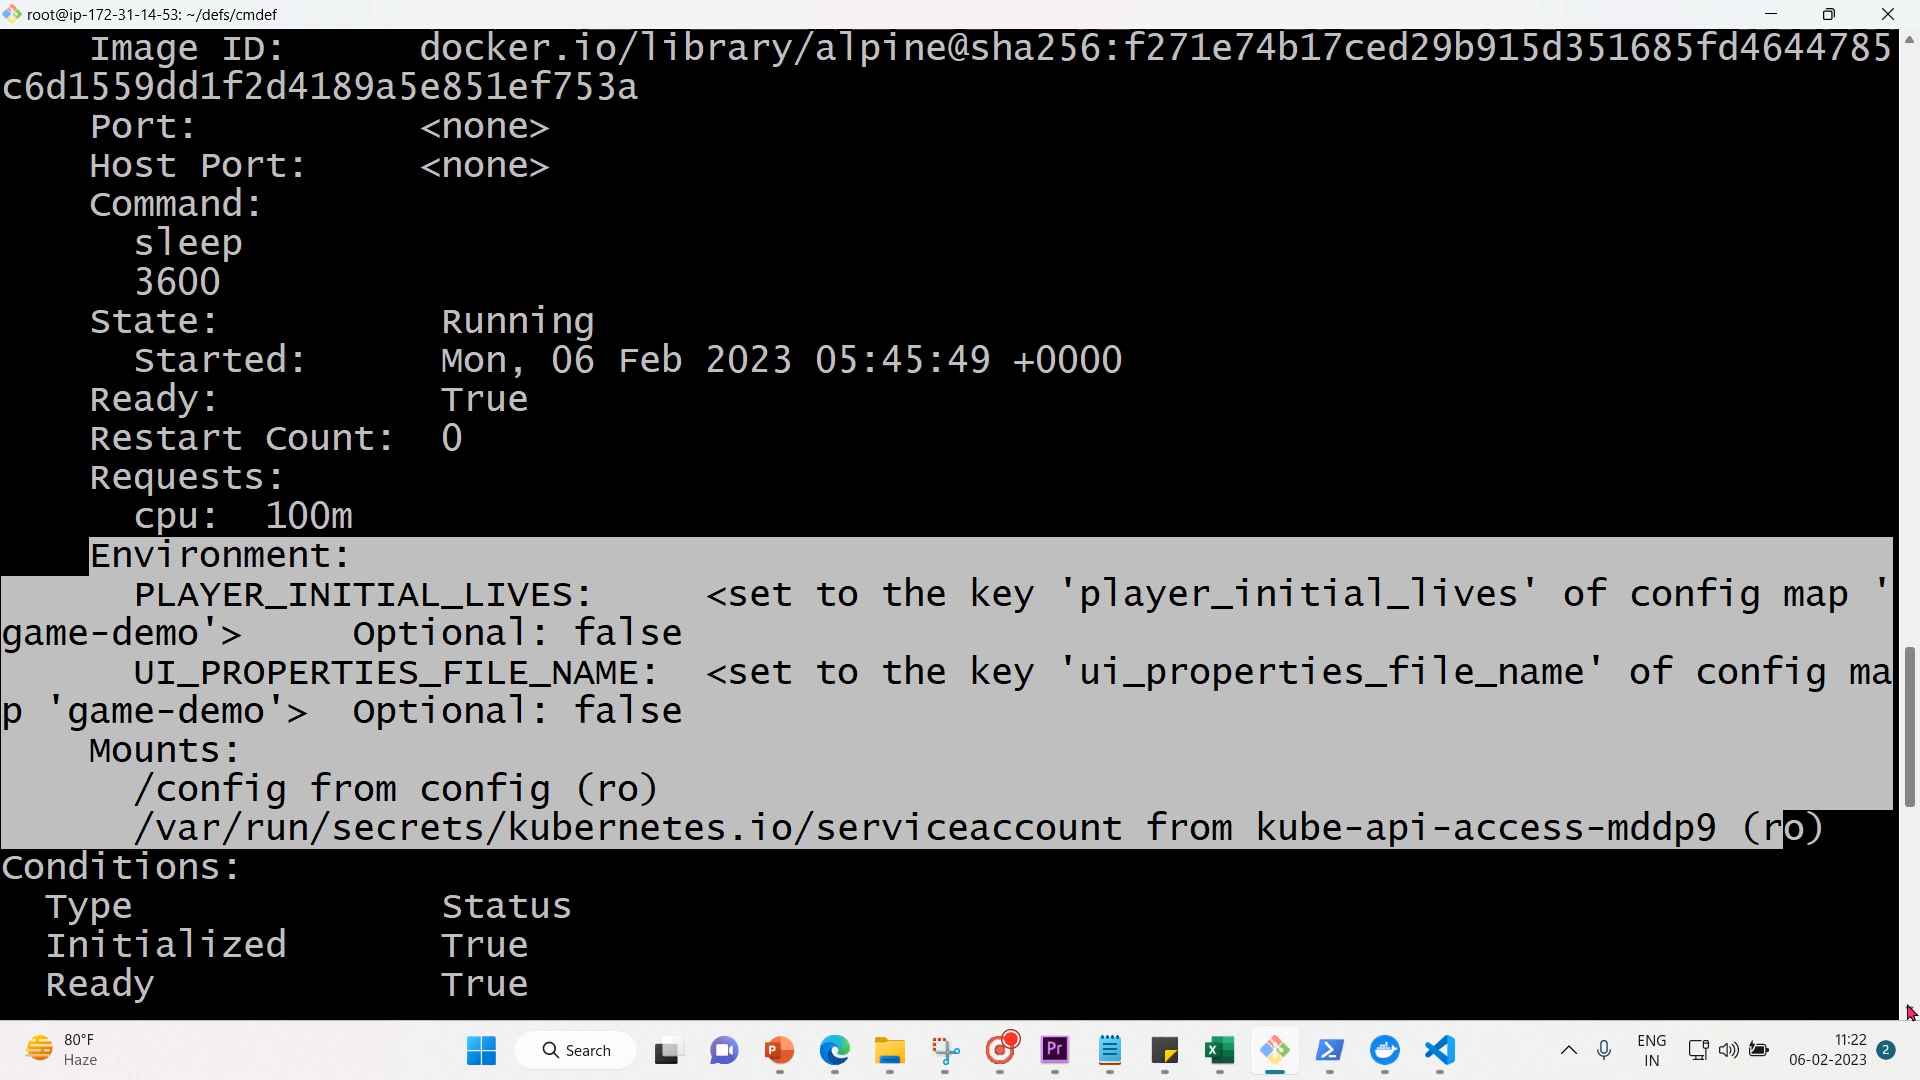 root@ip-172-31-14-53: ~/defs/cmdef
Image ID: docker.io/library/alpine@sha256:f271e74b17ced29b915d351685fd4644785
c6d1559dd1f2d4189a5e851ef753a
Port: <none>
Host Port: <none>
Command:
sleep
3600
State: Running
Started: Mon, 06 Feb 2023 05:45:49 +0000
Ready: True
Restart Count: 0
Requests:
cpu: 100m
Environment:
PLAYER_INITIAL_LIVES: <set to the key 'player_initial_lives' of config map '
game-demo'> Optional: false
UI_PROPERTIES_FILE_NAME: <set to the key 'ui_properties_file_name' of config ma
p 'game-demo'> Optional: false
Mounts:
/config from config (ro)
/var/run/secrets/kubernetes.io/serviceaccount from kube-api-access-mddp9 (ro)
Conditions:
Type Status
Initialized True
Ready True
80°F
Haze
Search
Pr
ENG
IN
11:22
06-02-2023
2